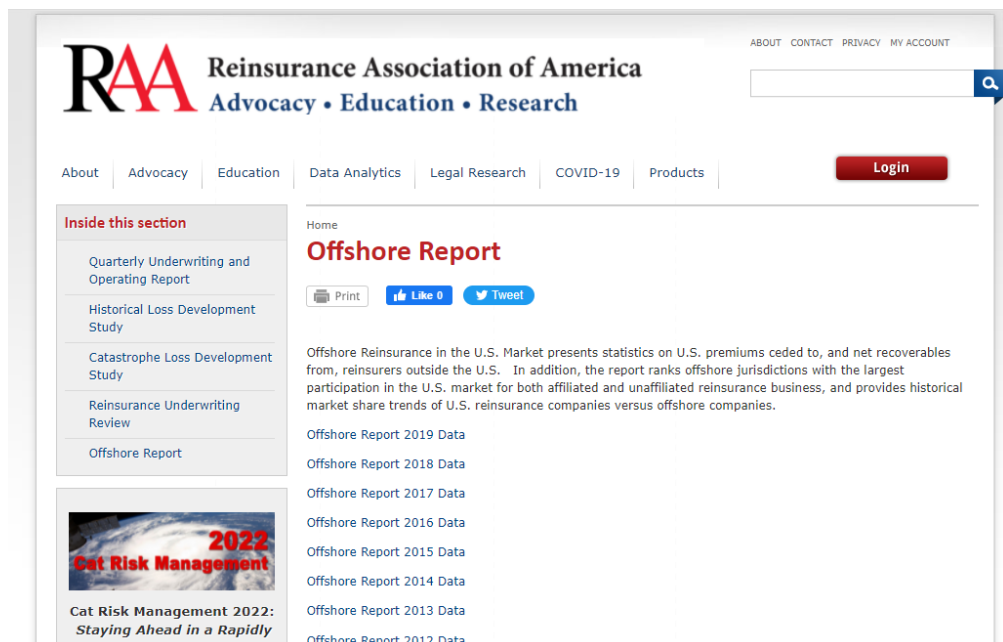 ABOUT CONTACT PRIVACY MY ACCOUNT
RAA
Reinsurance Association of America
Advocacy • Education • Research
About
Advocacy
Education
Data Analytics
Legal Research
COVID-19
Products
Login
Inside this section
Quarterly Underwriting and
Operating Report
Historical Loss Development
Study
Catastrophe Loss Development
Study
Reinsurance Underwriting
Review
Offshore Report
2022
Cat Risk Management
Cat Risk Management 2022:
Staying Ahead in a Rapidly
Home
Offshore Report
Print
Like 0
Tweet
Offshore Reinsurance in the U.S. Market presents statistics on U.S. premiums ceded to, and net recoverables
from, reinsurers outside the U.S. In addition, the report ranks offshore jurisdictions with the largest
participation in the U.S. market for both affiliated and unaffiliated reinsurance business, and provides historical
market share trends of U.S. reinsurance companies versus offshore companies.
Offshore Report 2019 Data
Offshore Report 2018 Data
Offshore Report 2017 Data
Offshore Report 2016 Data
Offshore Report 2015 Data
Offshore Report 2014 Data
Offshore Report 2013 Data
Offshore Report 2012 Data